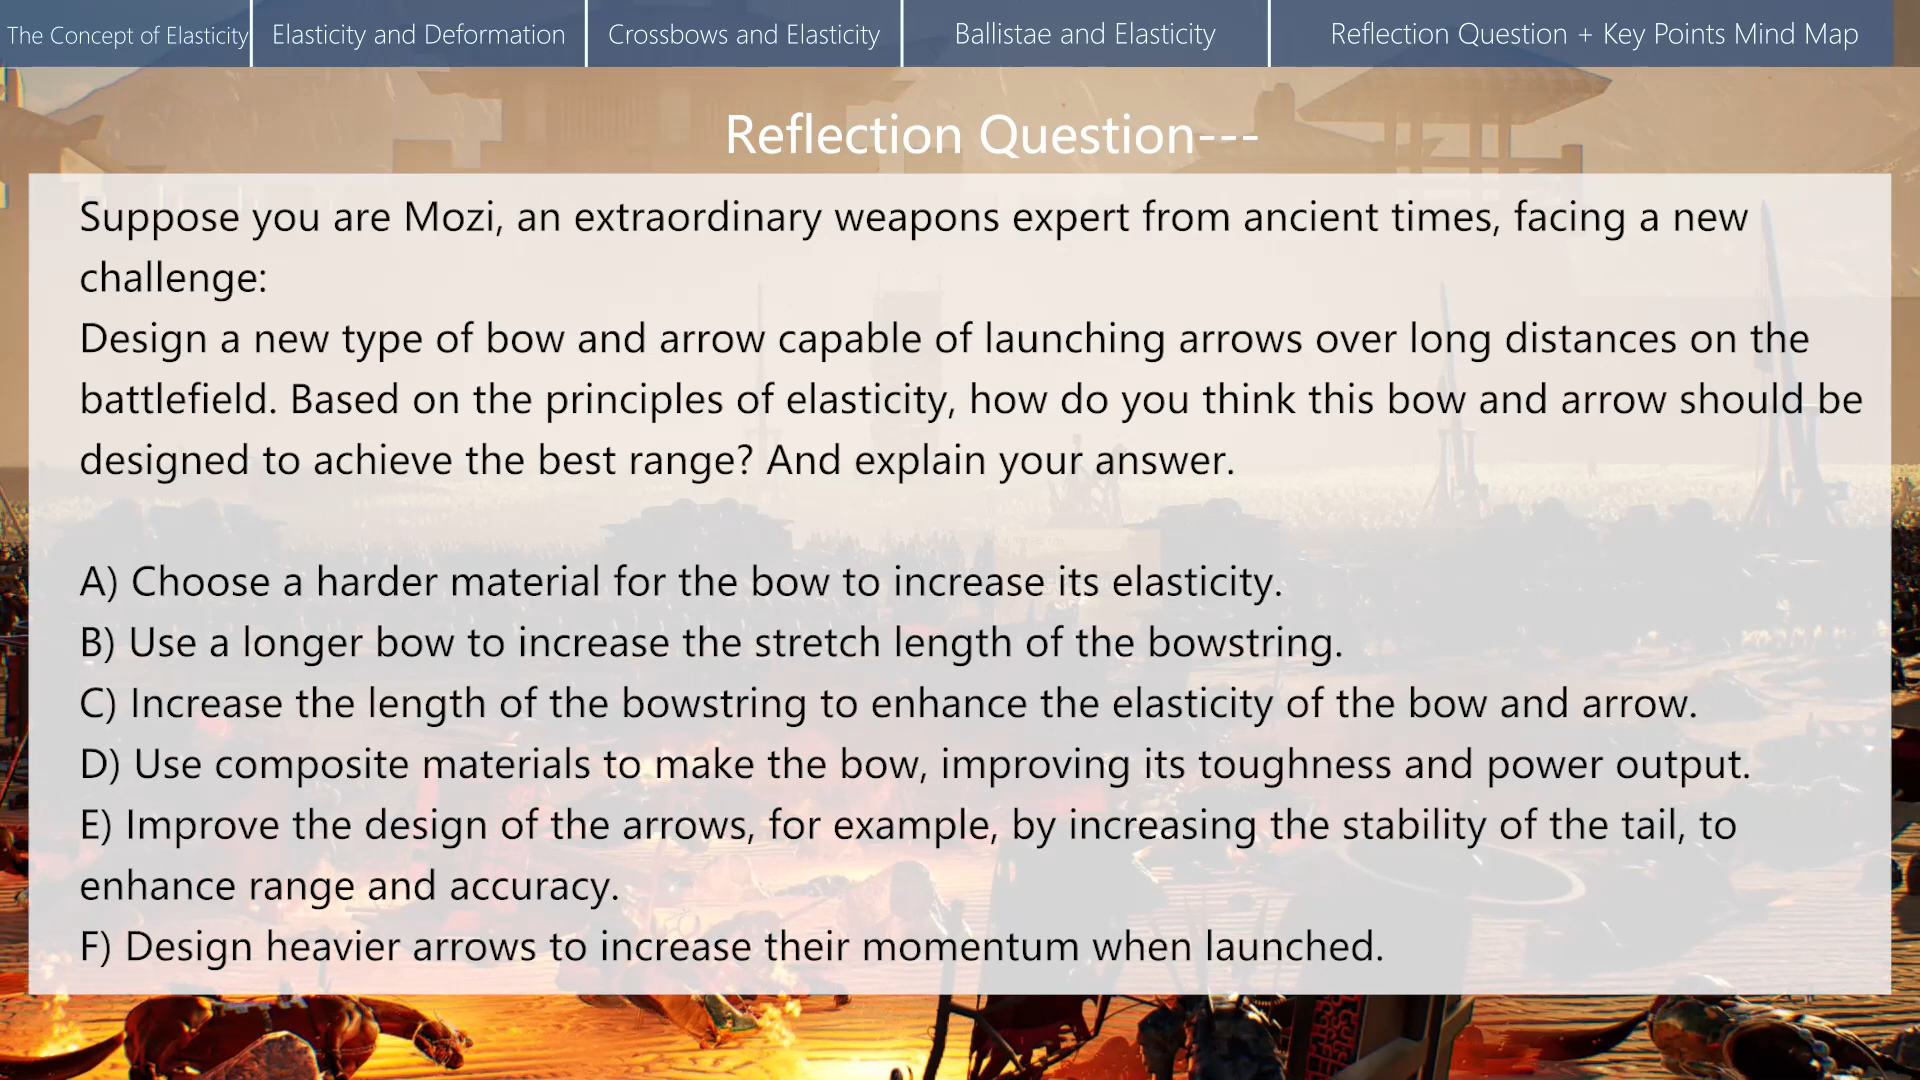 The Concept of Elasticity
Elasticity and Deformation
Crossbows and Elasticity
Ballistae and Elasticity
Reflection Question + Key Points Mind Map
Reflection Question---
Suppose you are Mozi, an extraordinary weapons expert from ancient times, facing a new
challenge:
Design a new type of bow and arrow capable of launching arrows over long distances on the
battlefield. Based on the principles of elasticity, how do you think this bow and arrow should be
designed to achieve the best range? And explain your answer.
A) Choose a harder material for the bow to increase its elasticity.
B) Use a longer bow to increase the stretch length of the bowstring.
C) Increase the length of the bowstring to enhance the elasticity of the bow and arrow.
D) Use composite materials to make the bow, improving its toughness and power output.
E) Improve the design of the arrows, for example, by increasing the stability of the tail, to
enhance range and accuracy.
F) Design heavier arrows to increase their momentum when launched.